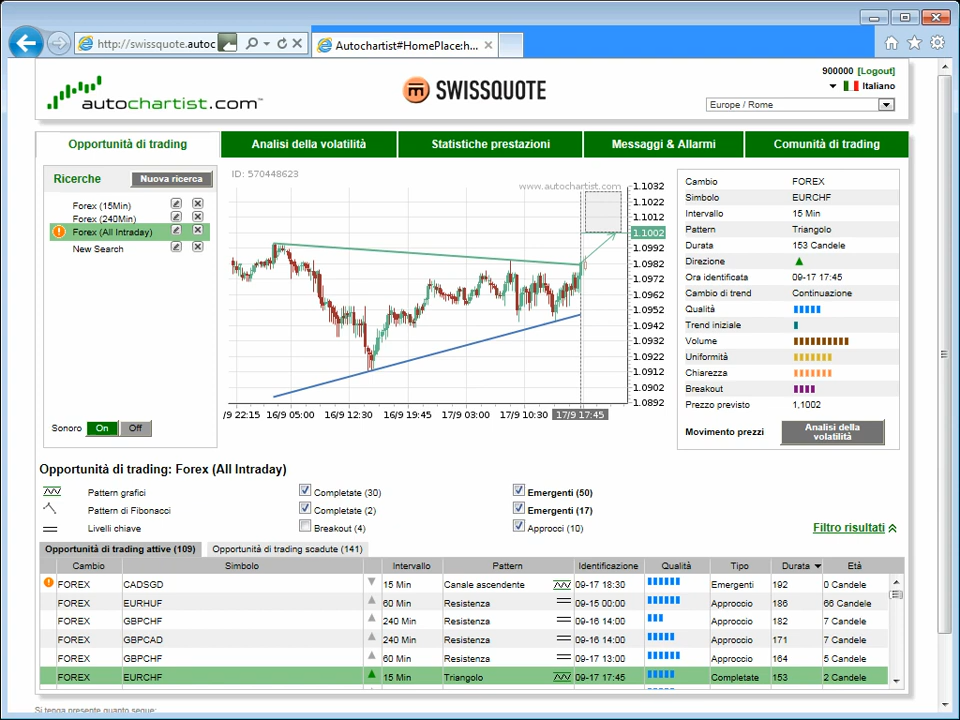 http://swissquote.autoc
Autochartist#HomePlace:h...
autochartist.com™
SWISSQUOTE
900000 [Logout]
Italiano
Europe / Rome
Opportunità di trading
Analisi della volatilità
Statistiche prestazioni
Messaggi & Allarmi
Comunità di trading
Ricerche
Nuova ricerca
Forex (15Min)
Forex (240Min)
Forex (All Intraday)
New Search
Sonoro On Off
ID: 570448623
www.autochartist.com
1.1032
1.1022
1.1012
1.1002
1.0992
1.0982
1.0972
1.0962
1.0952
1.0942
1.0932
1.0922
1.0912
1.0902
1.0892
/9 22:15 16/9 05:00 16/9 12:30 16/9 19:45 17/9 03:00 17/9 10:30 17/9 17:45
Cambio FOREX
Simbolo EURCHF
Intervallo 15 Min
Pattern Triangolo
Durata 153 Candele
Direzione
Ora identificata 09-17 17:45
Cambio di trend Continuazione
Qualità
Trend iniziale
Volume
Uniformità
Chiarezza
Breakout
Prezzo previsto 1,1002
Movimento prezzi
Analisi della
volatilità
Opportunità di trading: Forex (All Intraday)
Pattern grafici Completate (30) Emergenti (50)
Pattern di Fibonacci Completate (2) Emergenti (17)
Livelli chiave Breakout (4) Approcci (10)
Filtro risultati
Opportunità di trading attive (109) Opportunità di trading scadute (141)
Cambio Simbolo Intervallo Pattern Identificazione Qualità Tipo Durata Età
FOREX CADSGD 15 Min Canale ascendente 09-17 18:30 Emergenti 192 0 Candele
FOREX EURHUF 60 Min Resistenza 09-15 00:00 Approccio 186 66 Candele
FOREX GBPCHF 240 Min Resistenza 09-16 14:00 Approccio 182 7 Candele
FOREX GBPCAD 240 Min Resistenza 09-16 14:00 Approccio 171 7 Candele
FOREX GBPCHF 60 Min Resistenza 09-17 13:00 Approccio 164 5 Candele
FOREX EURCHF 15 Min Triangolo 09-17 17:45 Completate 153 2 Candele
Si tenga presente quanto segue: